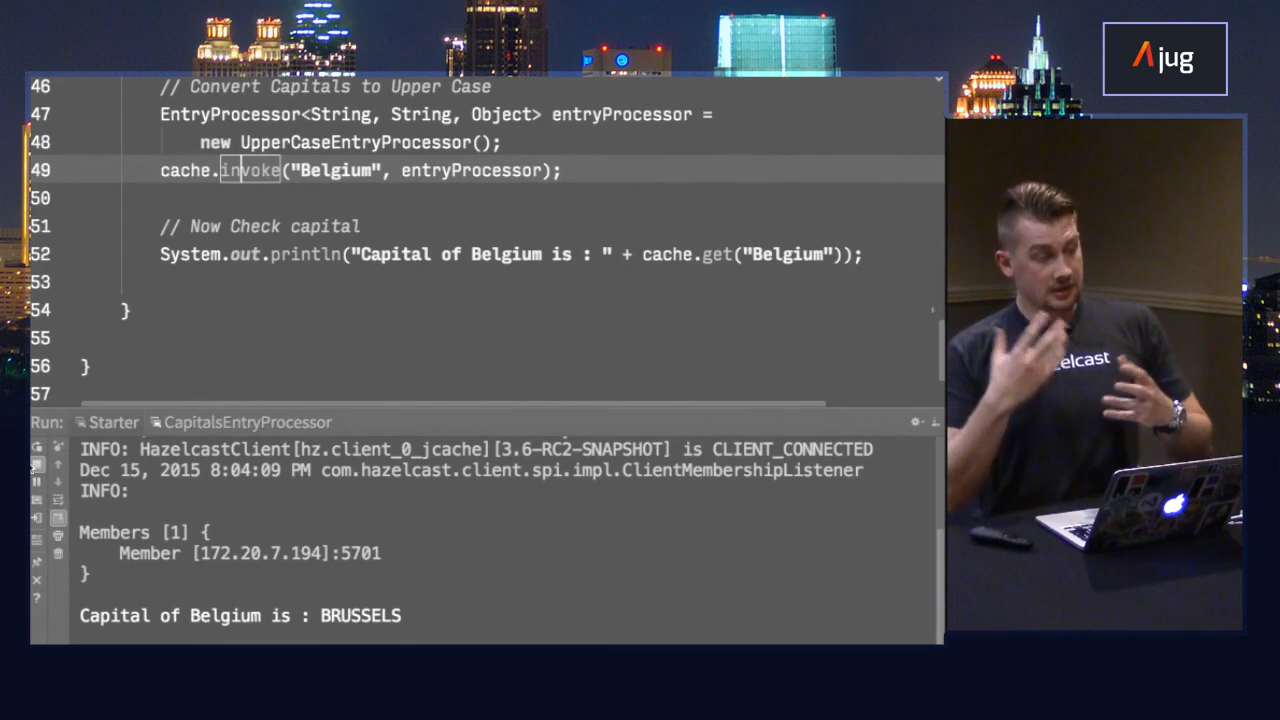 jug
46 // Convert Capitals to Upper Case
47 EntryProcessor<String, String, Object> entryProcessor =
48 new UpperCaseEntryProcessor();
49 cache.invoke("Belgium", entryProcessor);
50
51 // Now Check capital
52 System.out.println("Capital of Belgium is : " + cache.get("Belgium"));
53
54 }
55
56 }
57
elcast
Run: Starter CapitalsEntryProcessor
INFO: HazelcastClient[hz.client_0_jcache][3.6-RC2-SNAPSHOT] is CLIENT_CONNECTED
Dec 15, 2015 8:04:09 PM com.hazelcast.client.spi.impl.ClientMembershipListener
INFO:
Members [1] {
Member [172.20.7.194]:5701
}
Capital of Belgium is : BRUSSELS